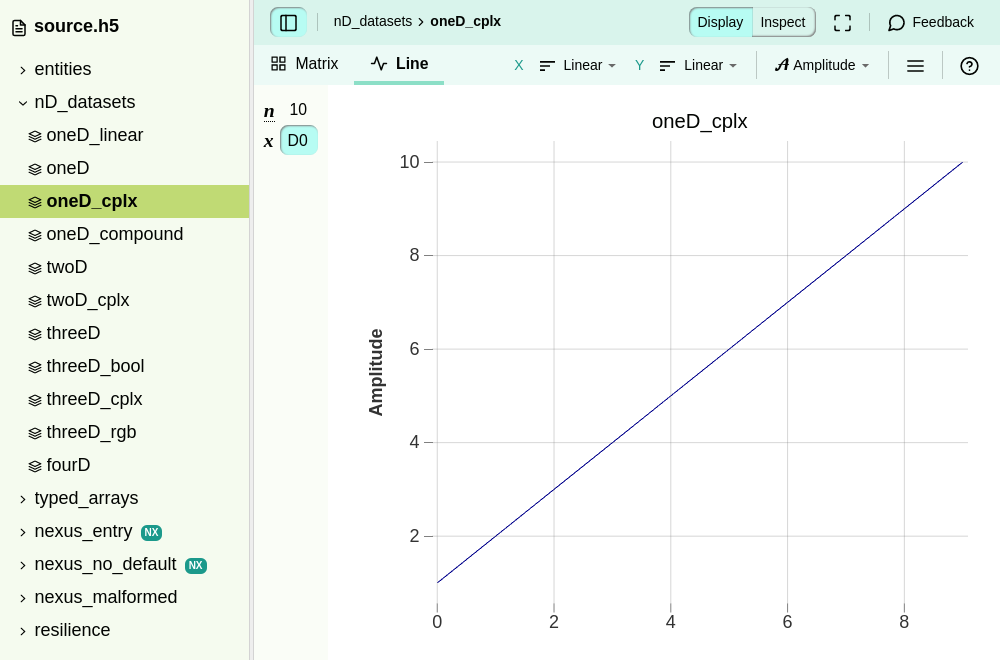 source.h5
entities
nD_datasets
oneD_linear
oneD
oneD_cplx
oneD_compound
twoD
twoD_cplx
threeD
threeD_bool
threeD_cplx
threeD_rgb
fourD
typed_arrays
nexus_entry NX
nexus_no_default NX
nexus_malformed
resilience
nD_datasets › oneD_cplx
Display Inspect
Feedback
Matrix Line
X Linear Y Linear
A Amplitude
n 10
x D0
oneD_cplx
Amplitude
10
8
6
4
2
0 2 4 6 8